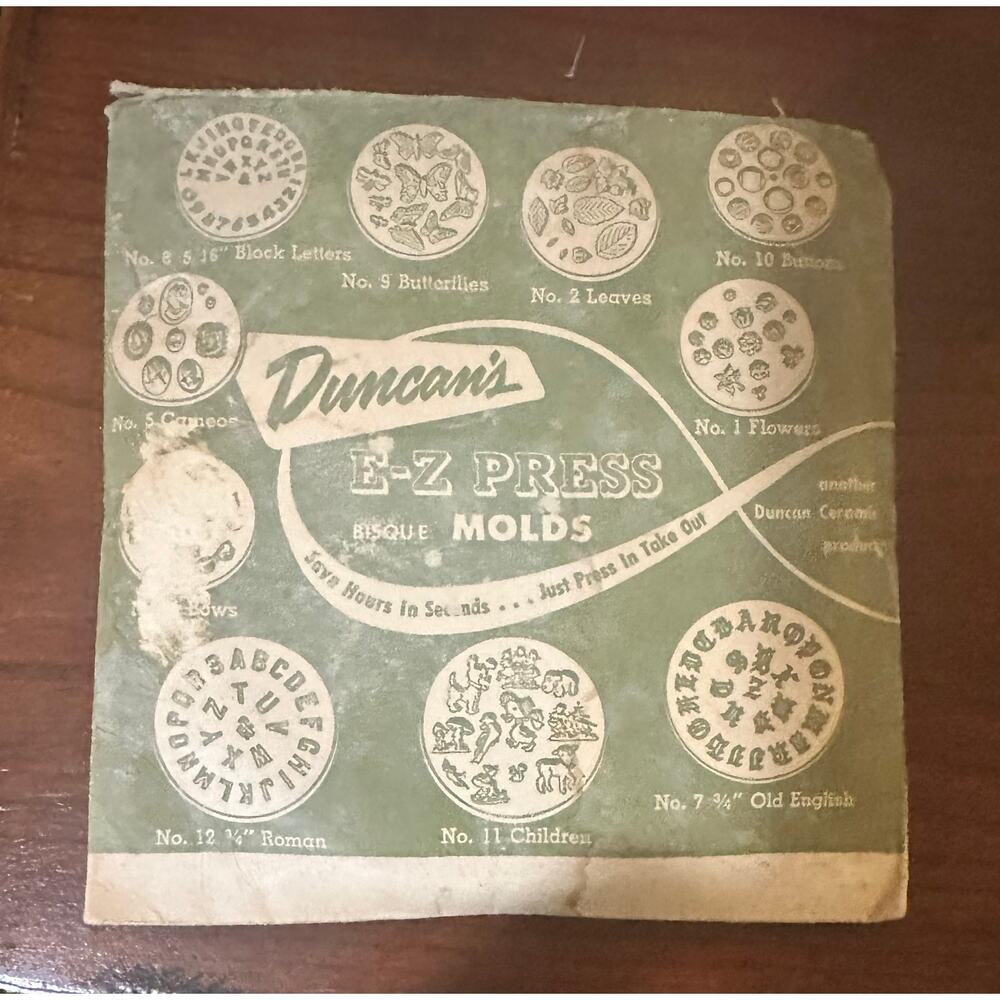 No. 8 5/16" Block Letters
No. 9 Butterflies
No. 2 Leaves
No. 10 Buttons
No. 5 Cameos
Duncan's
No. 1 Flowers
E-Z PRESS
BISQUE MOLDS
another
Duncan Ceramic
product
Save Hours in Seconds . . . Just Press In Take Out
No. 12 ¾" Roman
No. 11 Children
No. 7 ¾" Old English